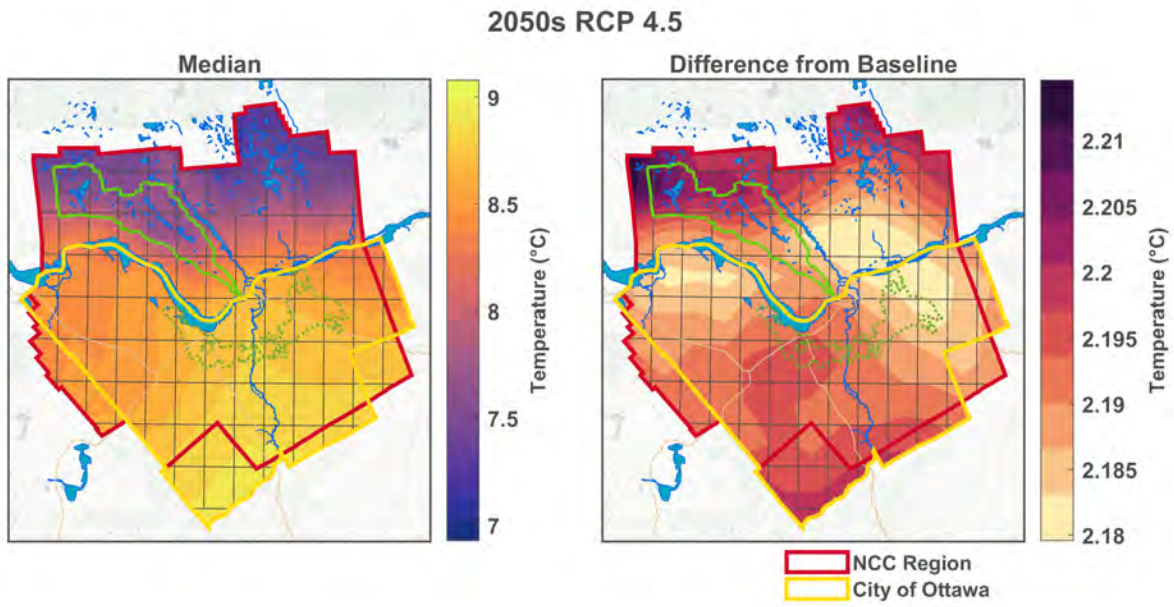 2050s RCP 4.5
Median
Difference from Baseline
9
8.5
8
7.5
7
Temperature (°C)
2.21
2.205
2.2
2.195
2.19
2.185
2.18
Temperature (°C)
NCC Region
City of Ottawa